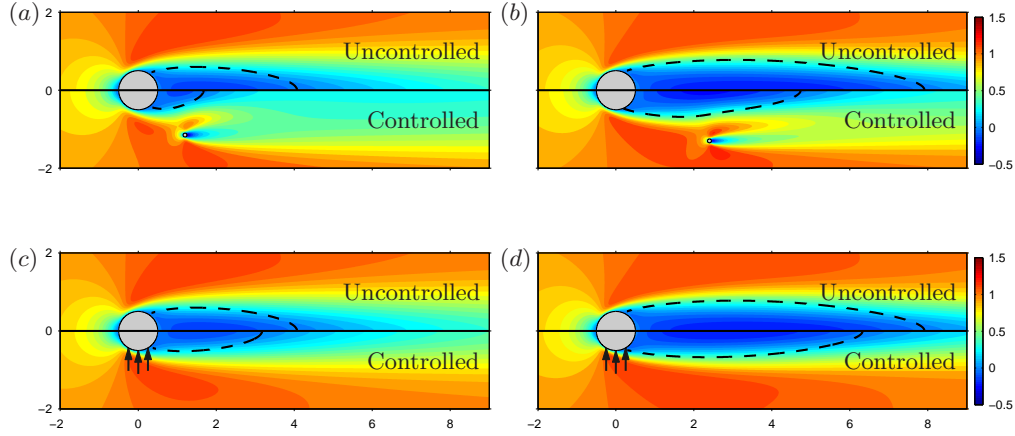 (a) (b)
2 Uncontrolled Uncontrolled 1.5
1
0 0.5
Controlled Controlled 0
−2 −0.5
(c) (d)
2 Uncontrolled Uncontrolled 1.5
1
0 0.5
Controlled Controlled 0
−2 −0.5
−2 0 2 4 6 8 −2 0 2 4 6 8